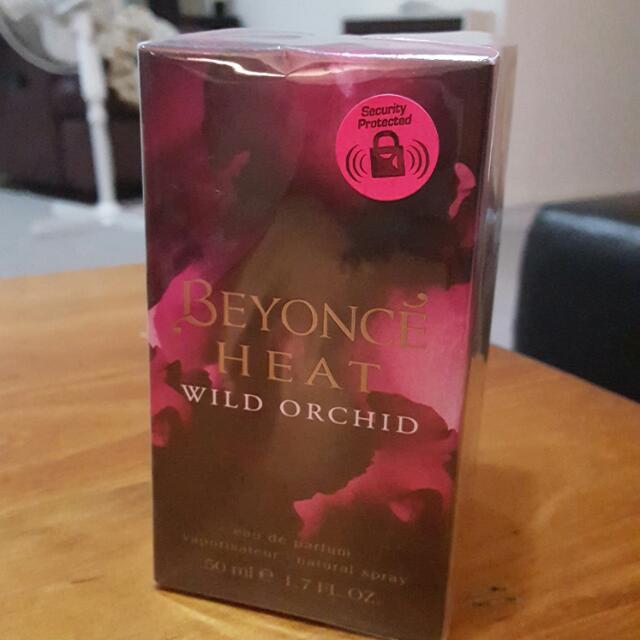 Security
Protected
BEYONCÉ
HEAT
WILD ORCHID
eau de parfum
vaporisateur · natural spray
50 ml ℮ 1.7 FL.OZ.